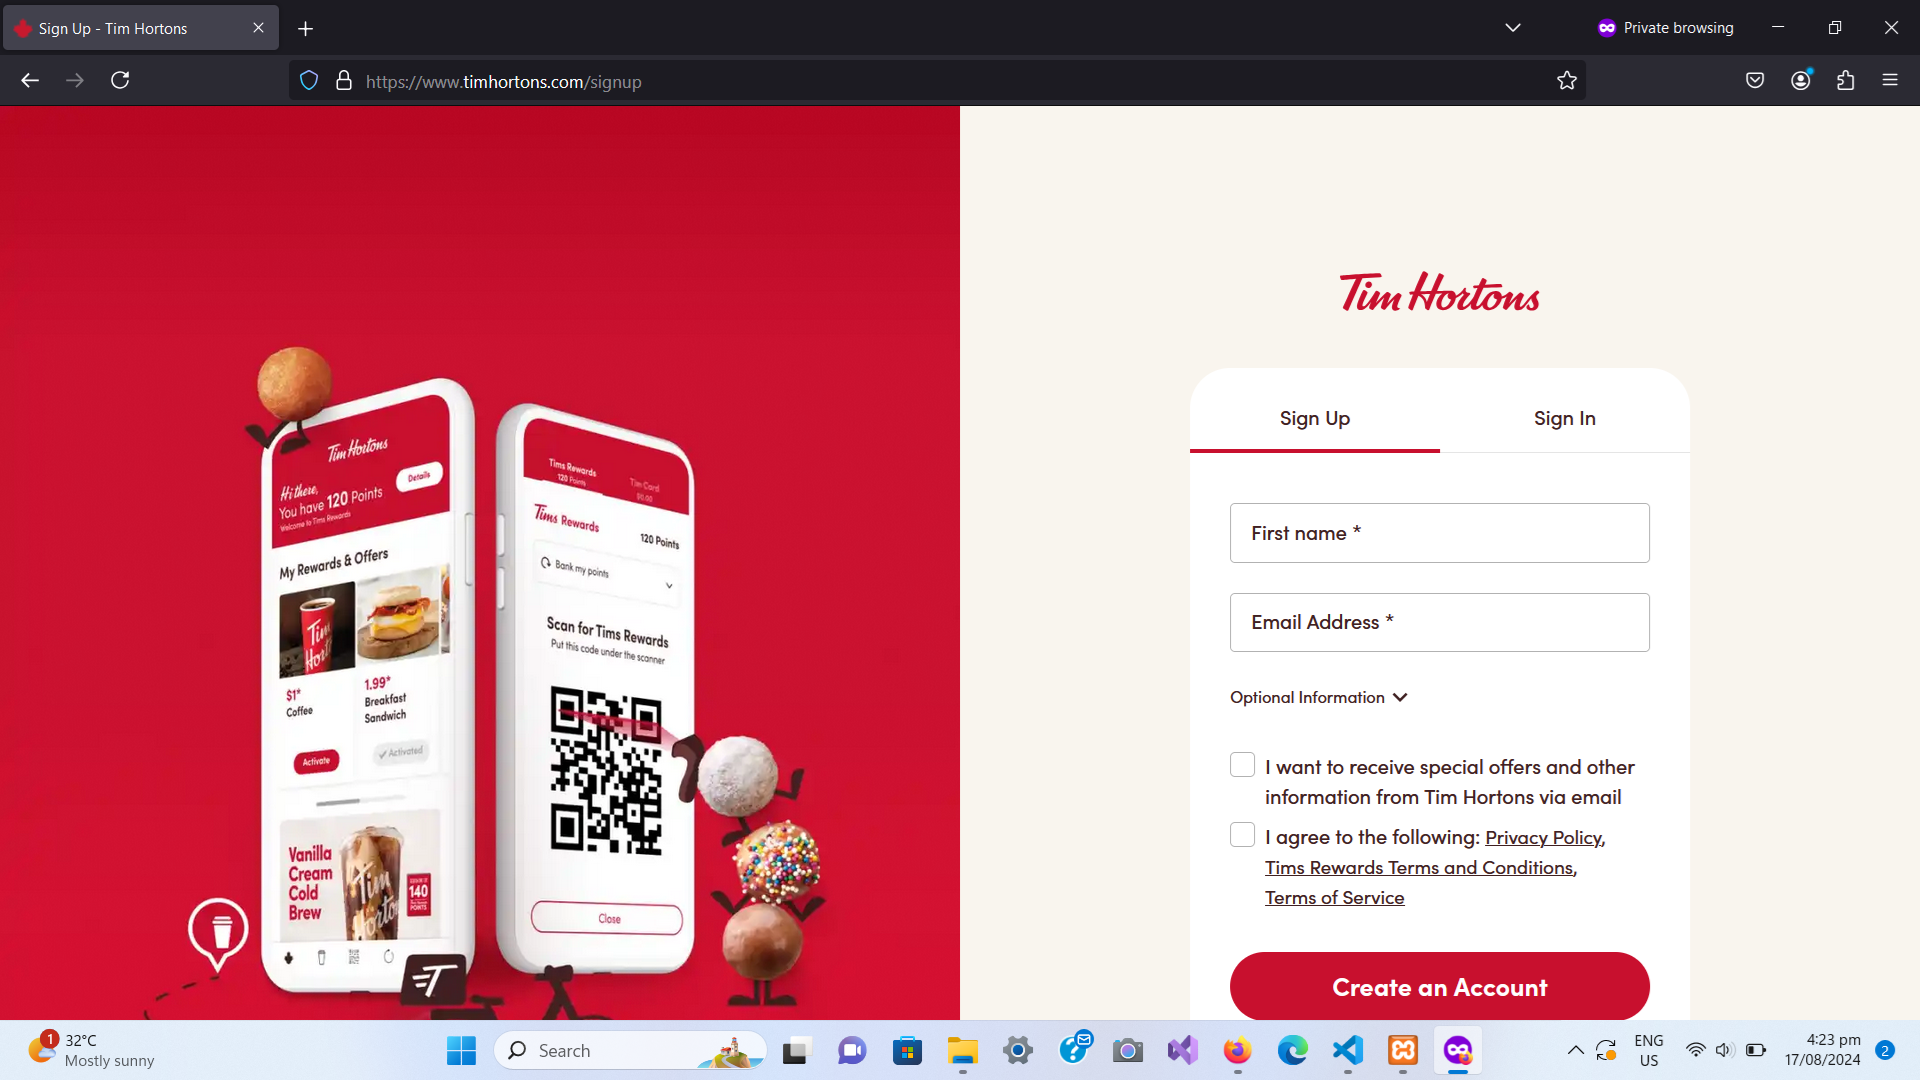 Sign Up - Tim Hortons
Private browsing
https://www.timhortons.com/signup
Tim Hortons
Hi there,
You have 120 Points
Welcome to Tims Rewards
Details
My Rewards & Offers
Tim
$1*
Coffee
Activate
1.99*
Breakfast
Sandwich
Activated
Vanilla
Cream
Cold
Brew
140
POINTS
Tims Rewards
120 Points
Tim Card
$0.00
Tims Rewards
120 Points
Bank my points
Scan for Tims Rewards
Put this code under the scanner
Close
Tim Hortons
Sign Up
Sign In
First name *
Email Address *
Optional Information
I want to receive special offers and other
information from Tim Hortons via email
I agree to the following: Privacy Policy,
Tims Rewards Terms and Conditions,
Terms of Service
Create an Account
1
32°C
Mostly sunny
Search
ENG
US
4:23 pm
17/08/2024
2